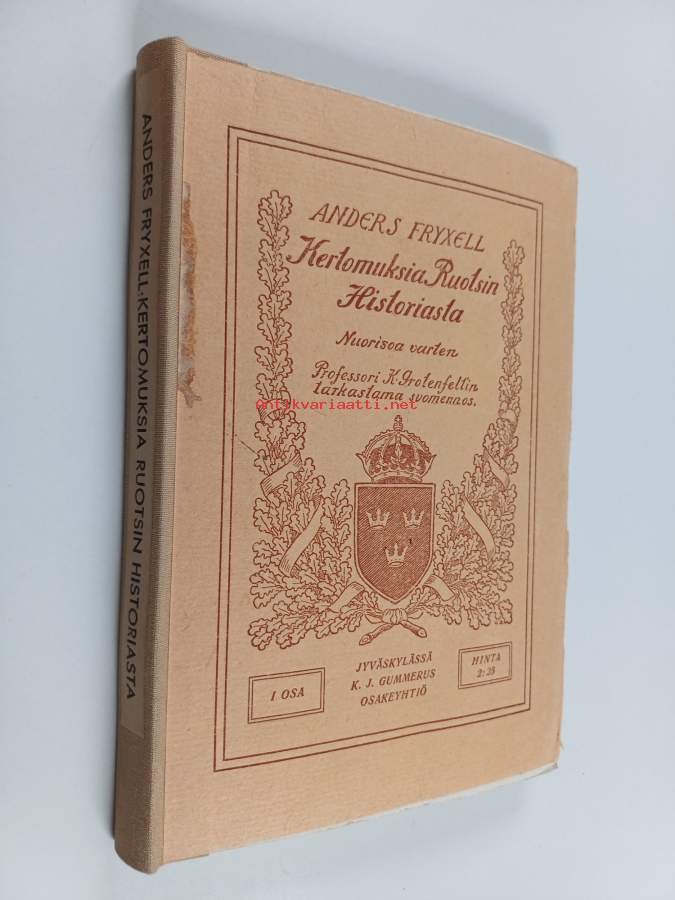 ANDERS FRYXELL: KERTOMUKSIA RUOTSIN HISTORIASTA
ANDERS FRYXELL
Kertomuksia Ruotsin
Historiasta
Nuorisoa varten
Professori K. Grotenfeltin
tarkastama suomennos.
antikvariaatti.net
I OSA
JYVÄSKYLÄSSÄ
K. J. GUMMERUS
OSAKEYHTIÖ
HINTA
2:25